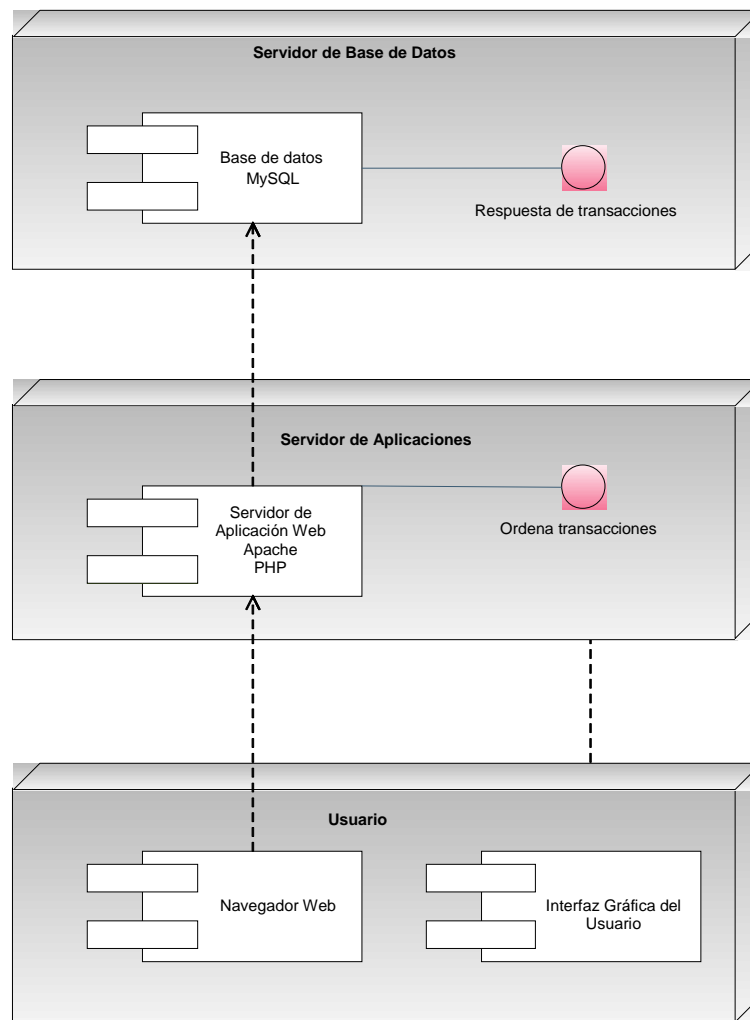 Servidor de Base de Datos
Base de datos
MySQL
Respuesta de transacciones
Servidor de Aplicaciones
Servidor de
Aplicación Web
Apache
PHP
Ordena transacciones
Usuario
Navegador Web
Interfaz Gráfica del
Usuario